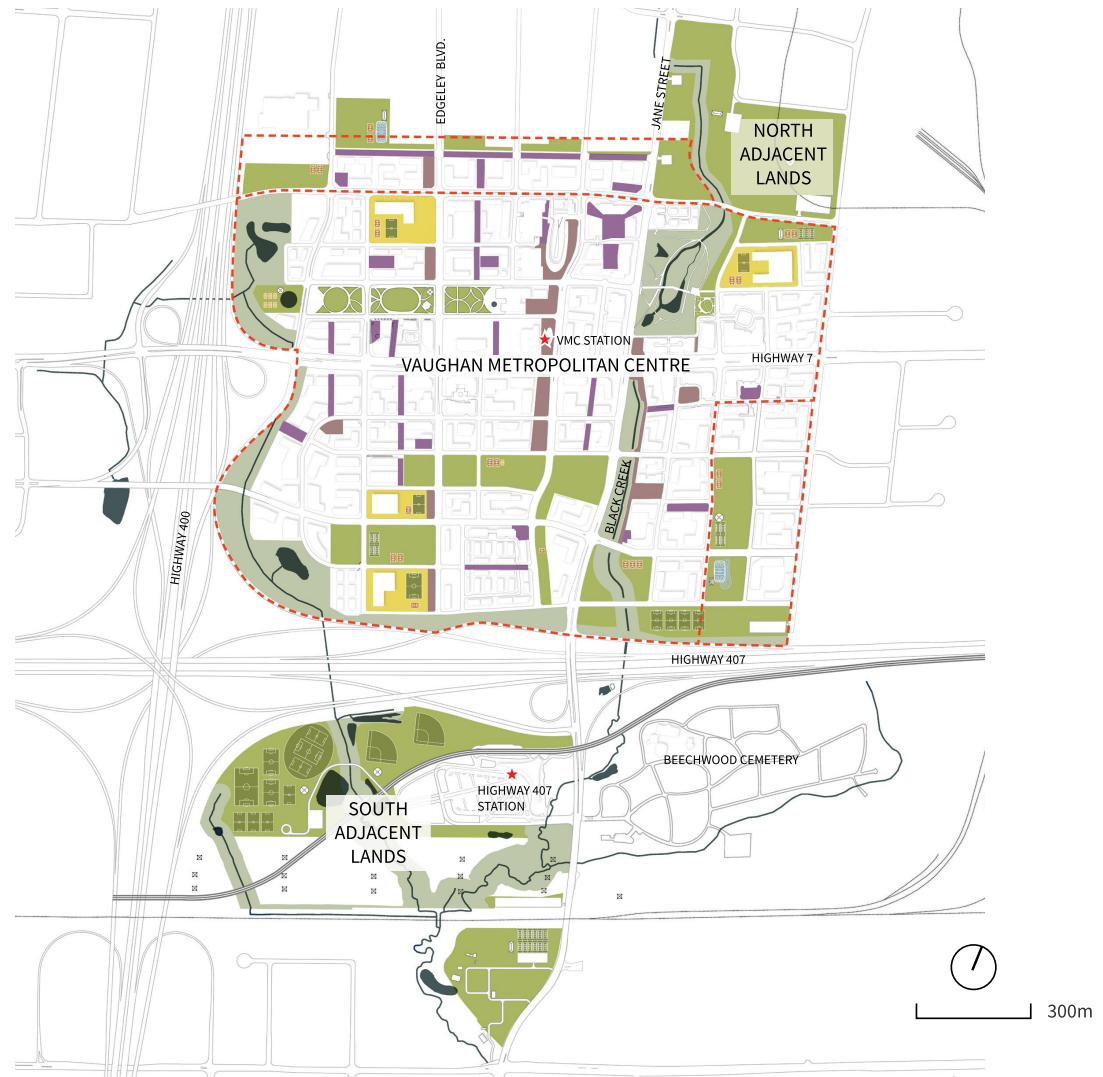 EDGELEY BLVD.
JANE STREET
NORTH
ADJACENT
LANDS
VMC STATION
VAUGHAN METROPOLITAN CENTRE
HIGHWAY 7
BLACK CREEK
HIGHWAY 400
HIGHWAY 407
BEECHWOOD CEMETERY
HIGHWAY 407
STATION
SOUTH
ADJACENT
LANDS
300m